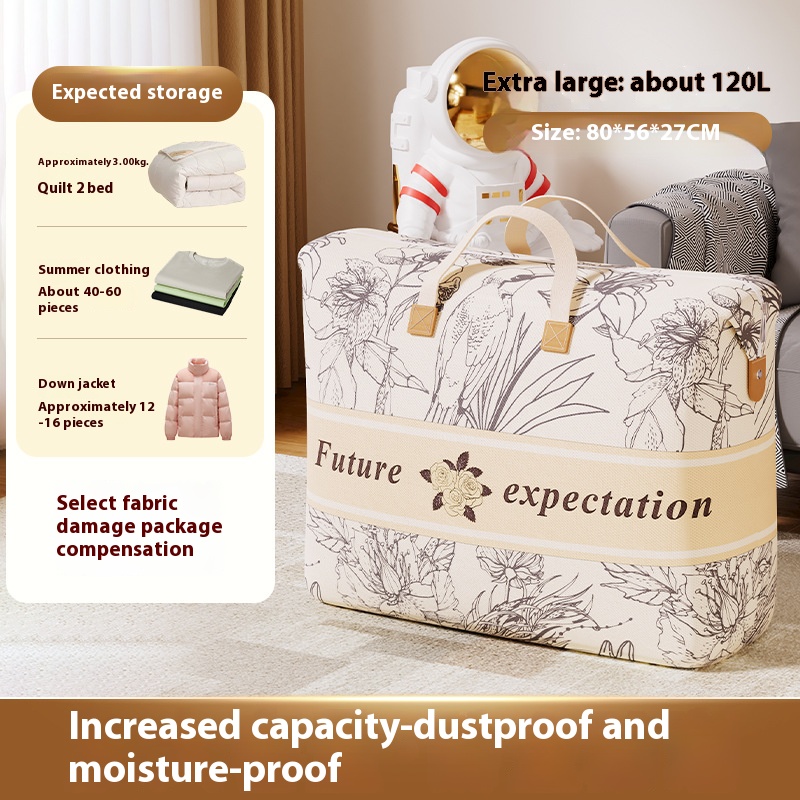 Expected storage
Approximately 3.00kg.
Quilt 2 bed
Summer clothing
About 40-60
pieces
Down jacket
Approximately 12
-16 pieces
Select fabric
damage package
compensation
Extra large: about 120L
Size: 80*56*27CM
Future expectation
Increased capacity-dustproof and
moisture-proof